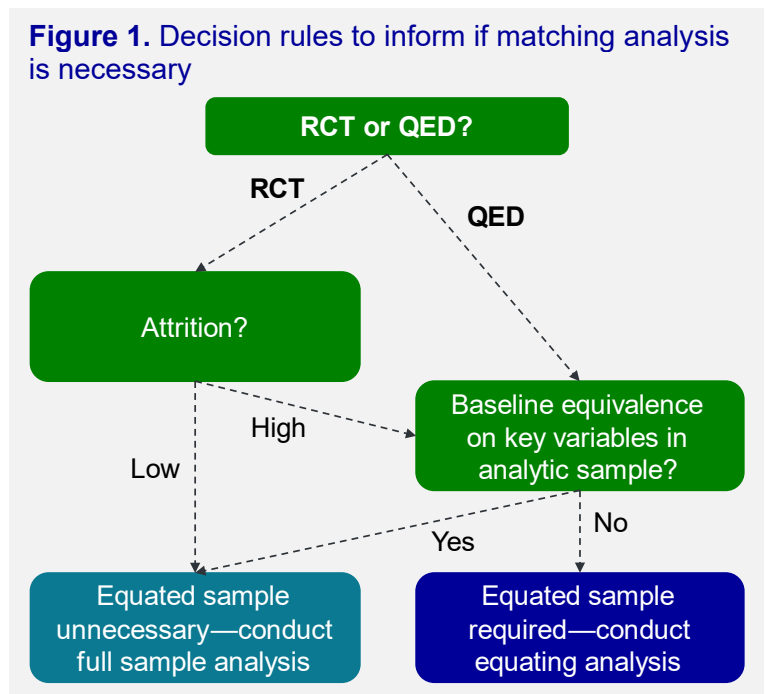 Figure 1. Decision rules to inform if matching analysis
is necessary
RCT or QED?
RCT
QED
Attrition?
Baseline equivalence
on key variables in
analytic sample?
High
Low
Yes
No
Equated sample
unnecessary—conduct
full sample analysis
Equated sample
required—conduct
equating analysis